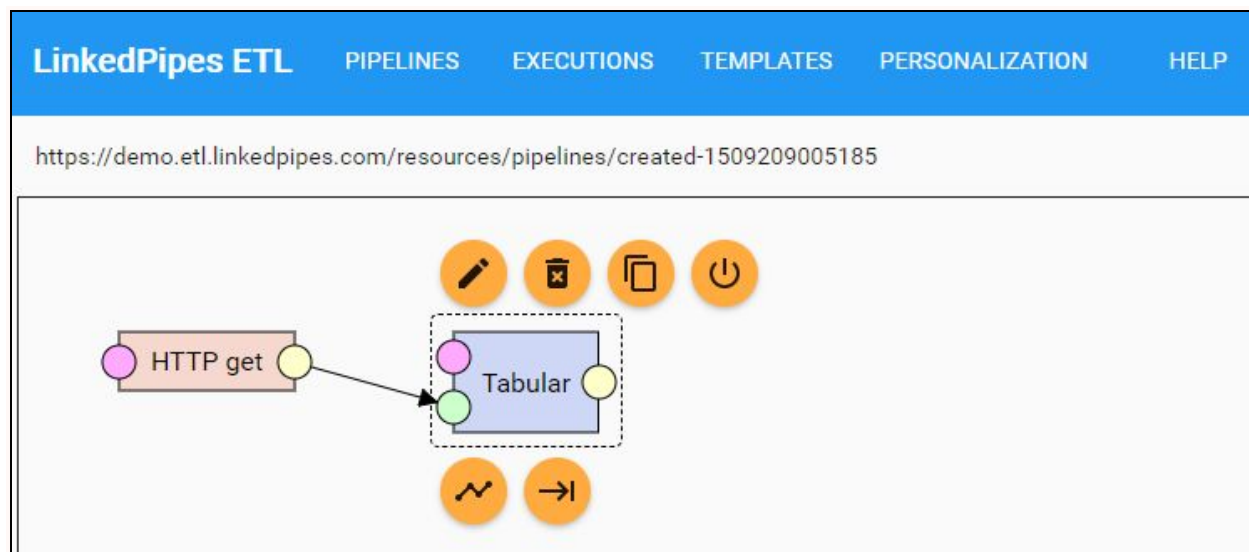 LinkedPipes ETL PIPELINES EXECUTIONS TEMPLATES PERSONALIZATION HELP
https://demo.etl.linkedpipes.com/resources/pipelines/created-1509209005185
HTTP get
Tabular